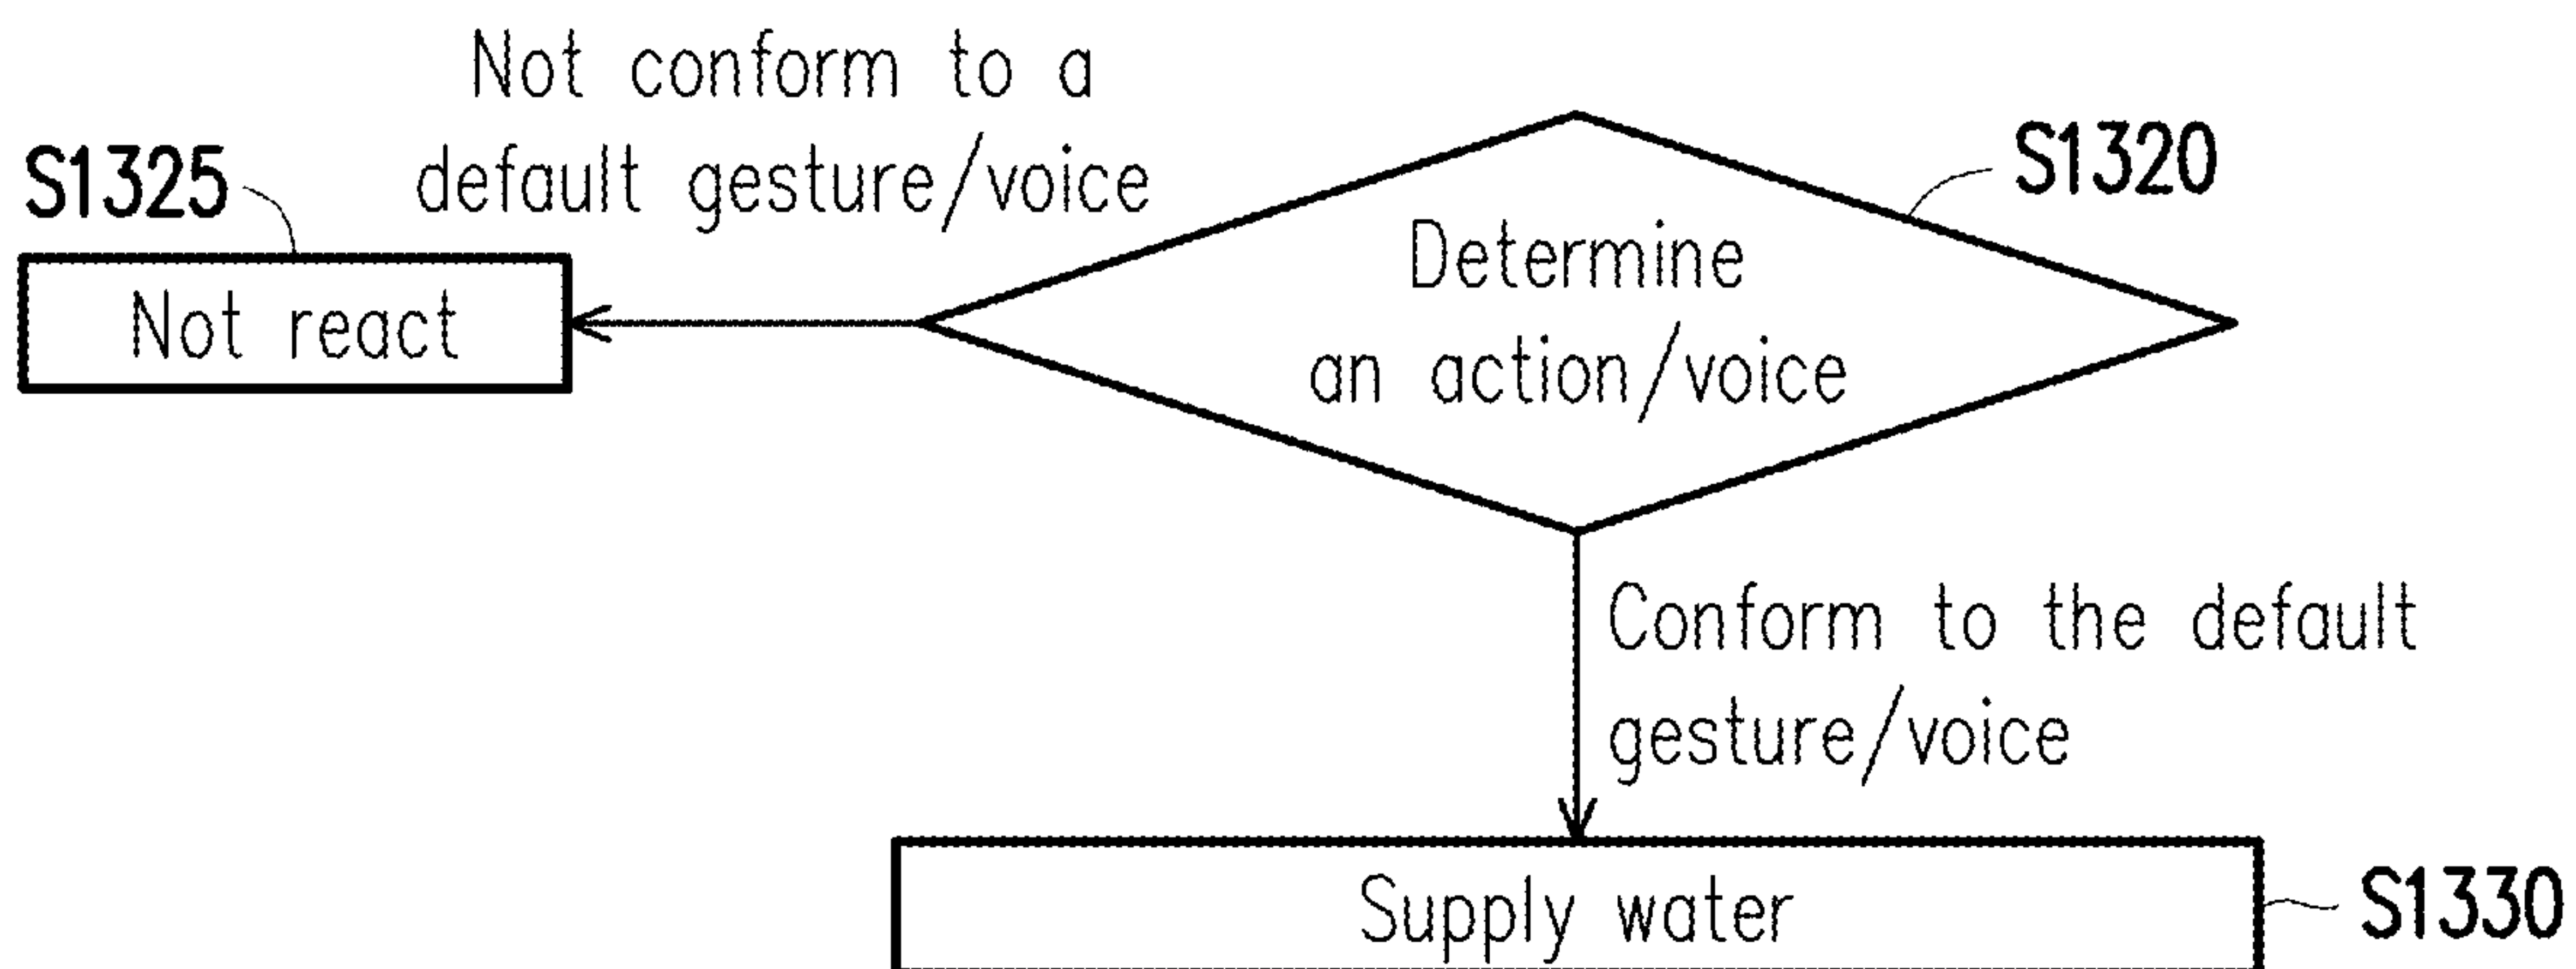 Not conform to a
default gesture/voice
S1325
S1320
Not react
Determine
an action/voice
Conform to the default
gesture/voice
Supply water
S1330